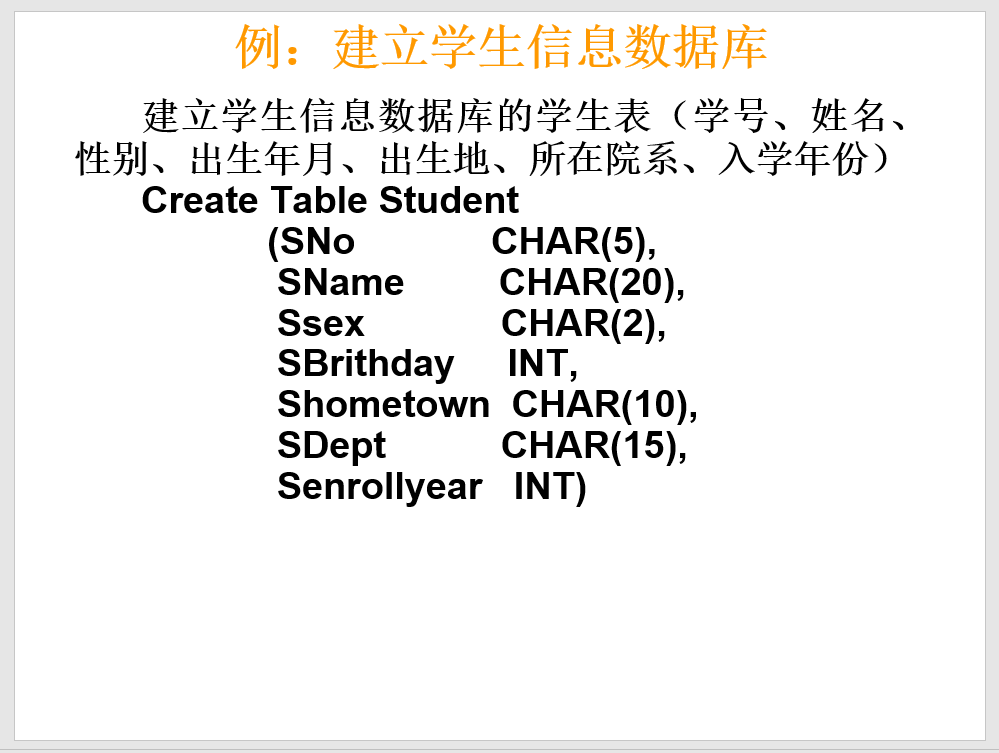 例：建立学生信息数据库
建立学生信息数据库的学生表（学号、姓名、
性别、出生年月、出生地、所在院系、入学年份）
Create Table Student
(SNo CHAR(5),
SName CHAR(20),
Ssex CHAR(2),
SBrithday INT,
Shometown CHAR(10),
SDept CHAR(15),
Senrollyear INT)